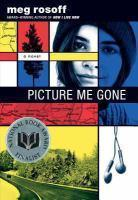 meg rosoff
AWARD-WINNING AUTHOR OF HOW I LIVE NOW
a novel
PICTURE ME GONE
NATIONAL BOOK AWARD
FINALIST